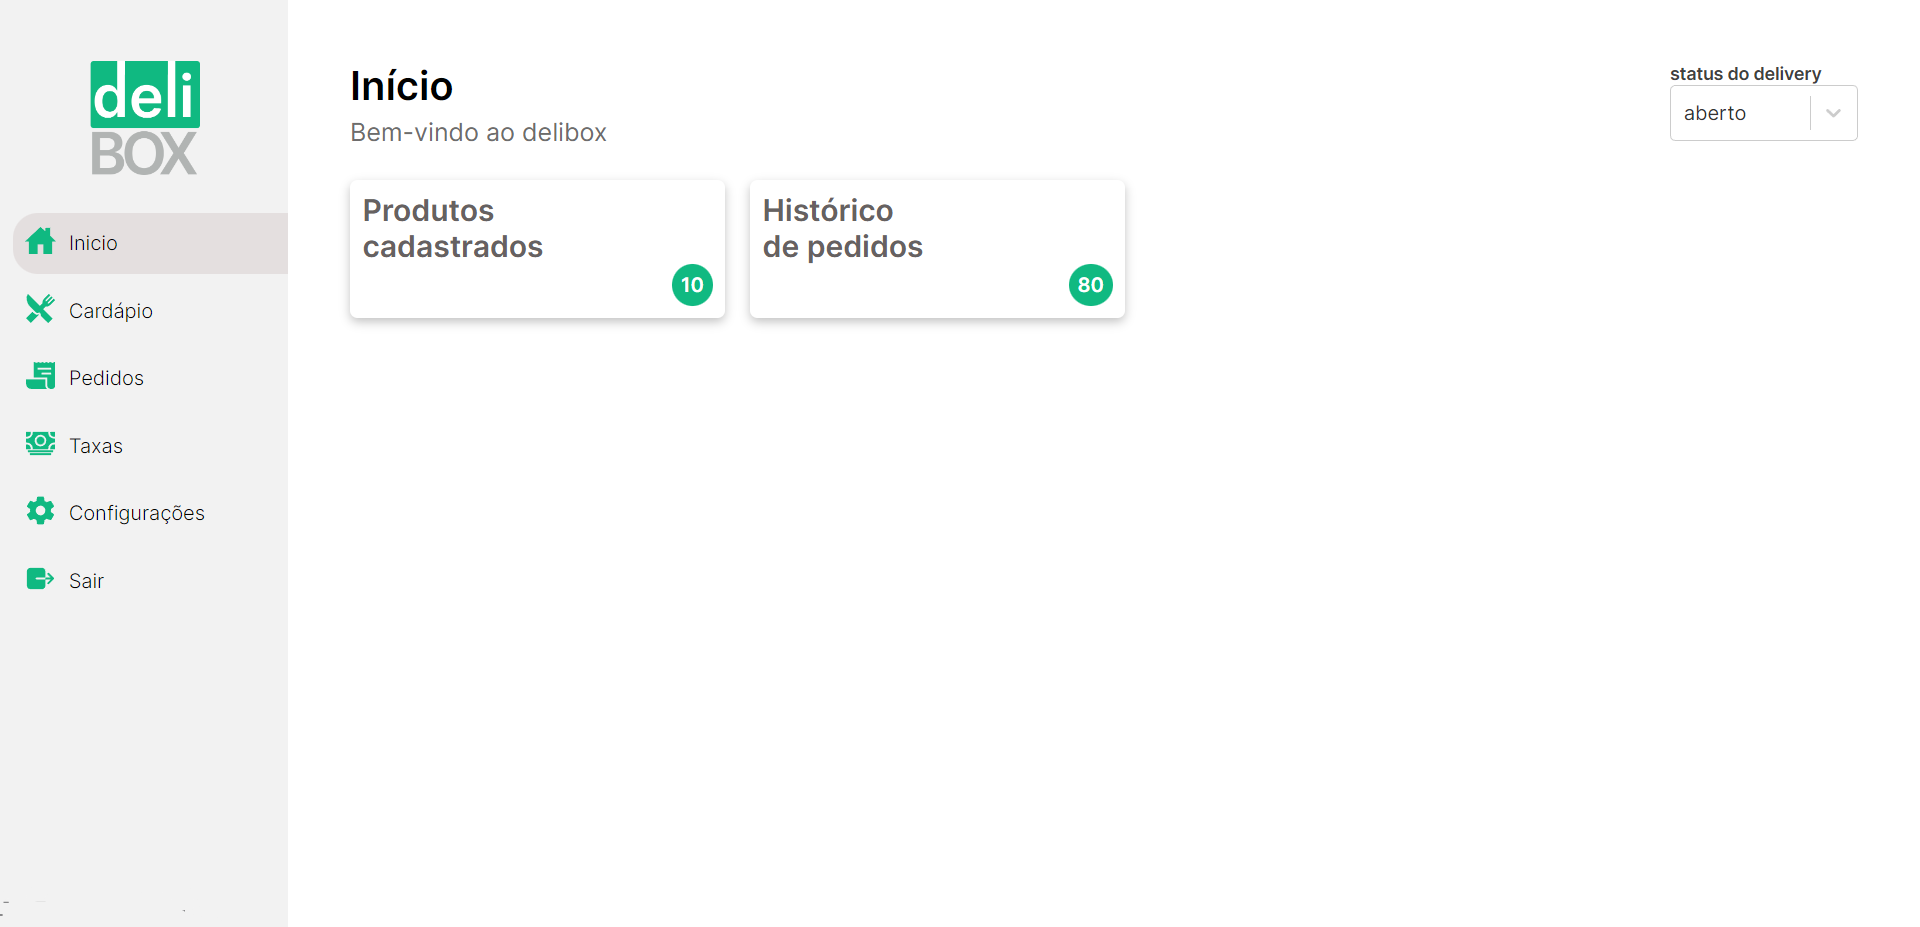 deli
BOX
Inicio
Cardápio
Pedidos
Taxas
Configurações
Sair
Início
Bem-vindo ao delibox
status do delivery
aberto
Produtos
cadastrados
10
Histórico
de pedidos
80